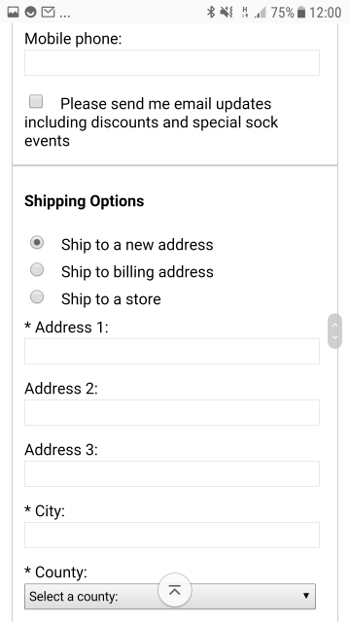 ... 75% 12:00
Mobile phone:
Please send me email updates
including discounts and special sock
events
Shipping Options
Ship to a new address
Ship to billing address
Ship to a store
* Address 1:
Address 2:
Address 3:
* City:
* County:
Select a county: